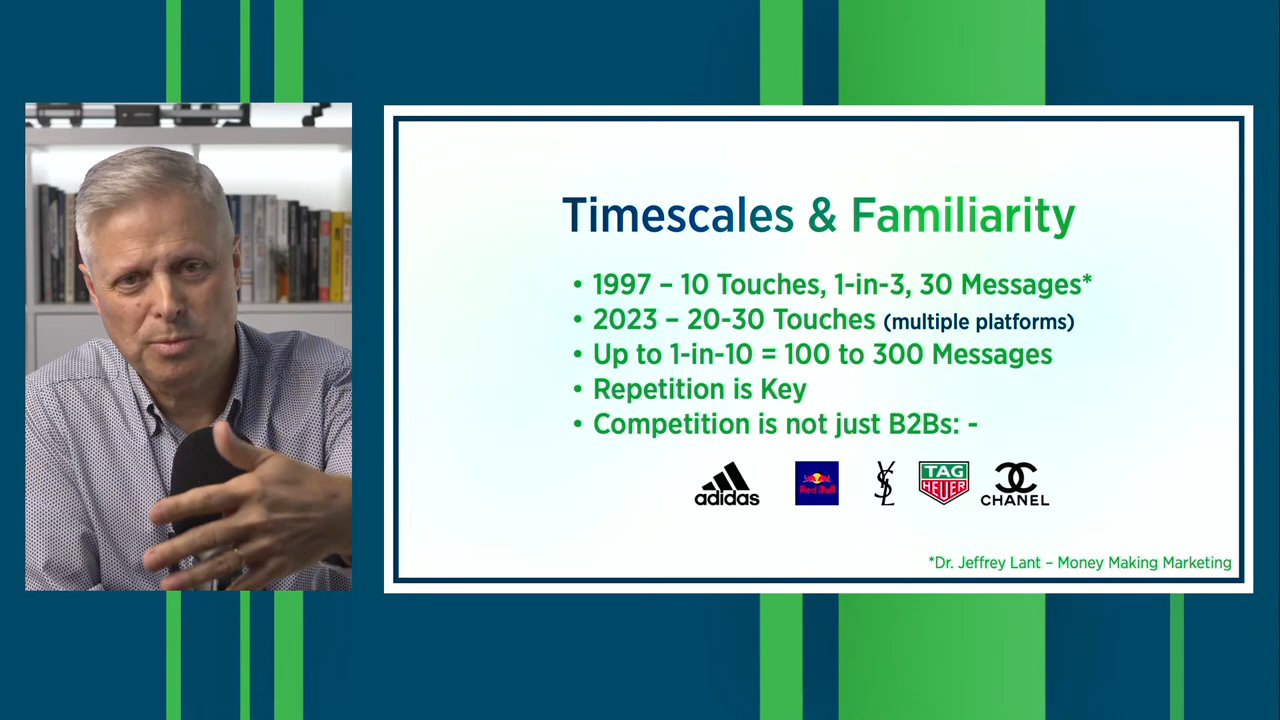 Timescales & Familiarity
• 1997 – 10 Touches, 1-in-3, 30 Messages*
• 2023 – 20-30 Touches (multiple platforms)
• Up to 1-in-10 = 100 to 300 Messages
• Repetition is Key
• Competition is not just B2Bs: -
adidas
Red Bull
YSL
TAG
HEUER
CHANEL
*Dr. Jeffrey Lant – Money Making Marketing